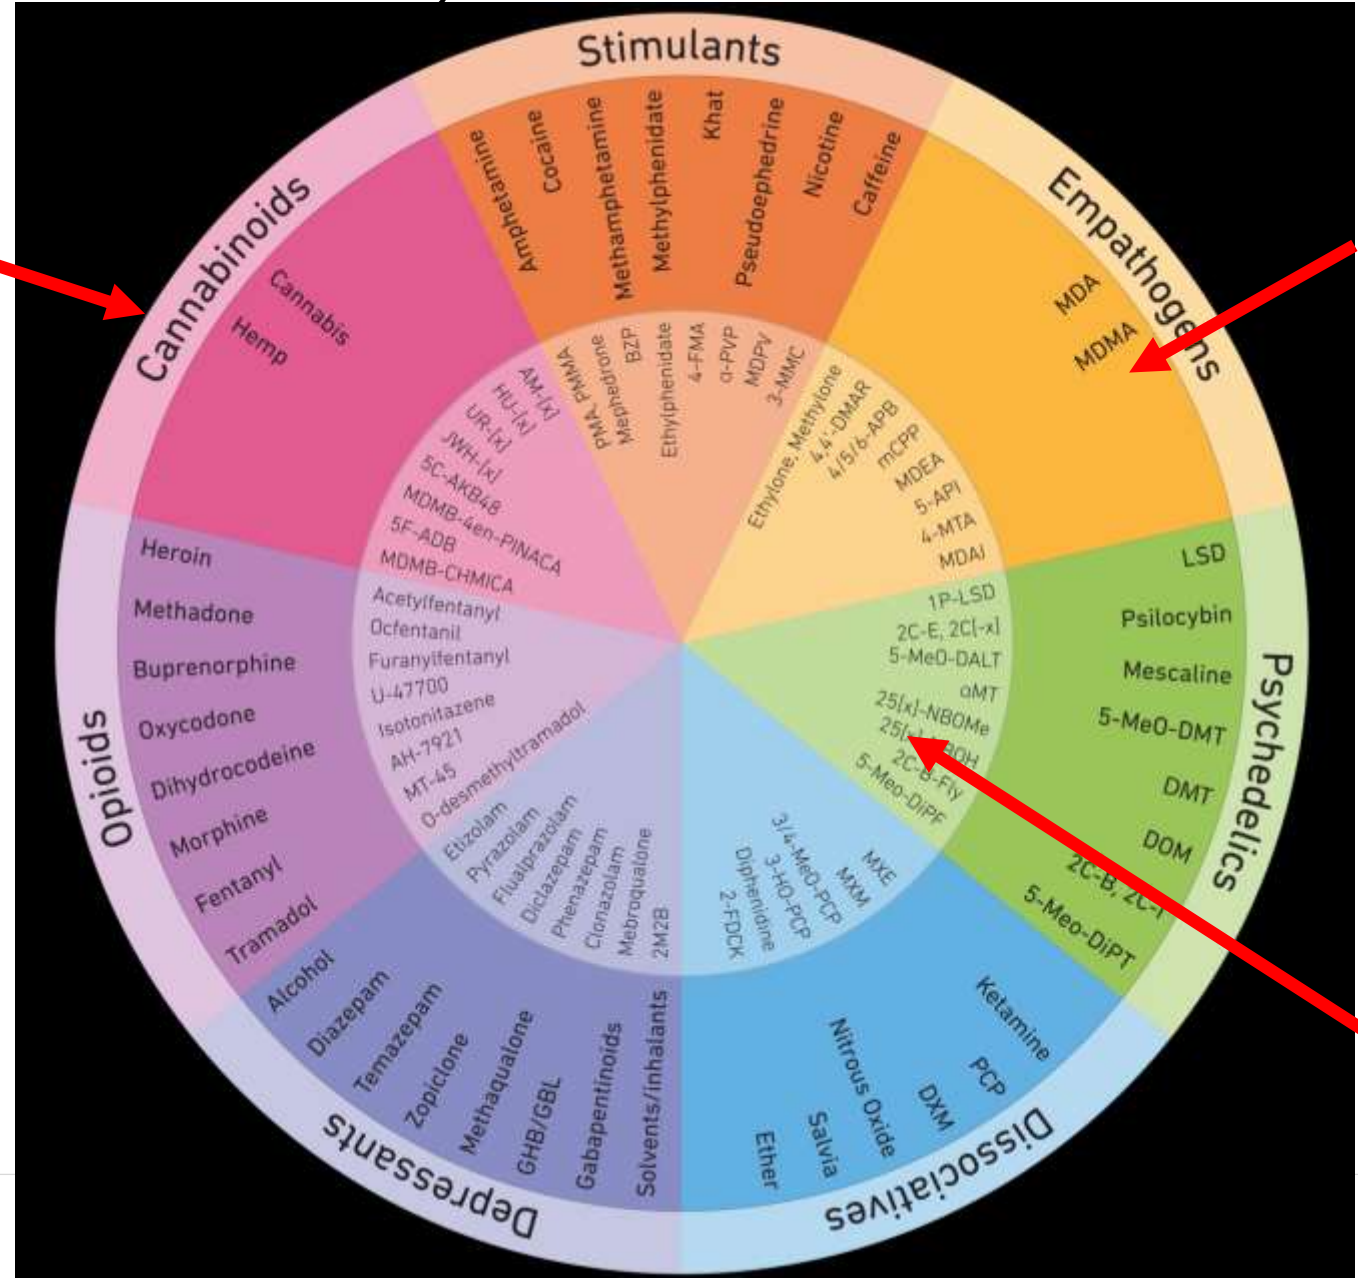 Stimulants
Amphetamine
Cocaine
Methamphetamine
Methylphenidate
Khat
Pseudoephedrine
Nicotine
Caffeine
PMA, PMMA
Mephedrone
BZP
Ethylphenidate
4-FMA
α-PVP
MDPV
3-MMC
Empathogens
MDA
MDMA
Ethylone, Methylone
4,4'-DMAR
4/5/6-APB
mCPP
MDEA
5-API
4-MTA
MDAI
Psychedelics
LSD
Psilocybin
Mescaline
5-MeO-DMT
DMT
DOM
2C-B, 2C-I
5-Meo-DiPT
1P-LSD
2C-E, 2C[-x]
5-MeO-DALT
αMT
25[x]-NBOMe
25[x]-NBOH
2C-B-Fly
5-Meo-DiPF
Dissociatives
Ketamine
PCP
DXM
Nitrous Oxide
Salvia
Ether
MXE
MXM
3/4-MeO-PCP
3-HO-PCP
Diphenidine
2-FDCK
Depressants
Solvents/inhalants
Gabapentinoids
GHB/GBL
Methaqualone
Zopiclone
Temazepam
Diazepam
Alcohol
2M2B
Mebroqualone
Clonazolam
Phenazepam
Diclazepam
Flualprazolam
Pyrazolam
Etizolam
Opioids
Tramadol
Fentanyl
Morphine
Dihydrocodeine
Oxycodone
Buprenorphine
Methadone
Heroin
O-desmethyltramadol
MT-45
AH-7921
Isotonitazene
U-47700
Furanylfentanyl
Ocfentanil
Acetylfentanyl
Cannabinoids
Cannabis
Hemp
AM-[x]
HU-[x]
UR-[x]
JWH-[x]
5C-AKB48
MDMB-4en-PINACA
5F-ADB
MDMB-CHMICA